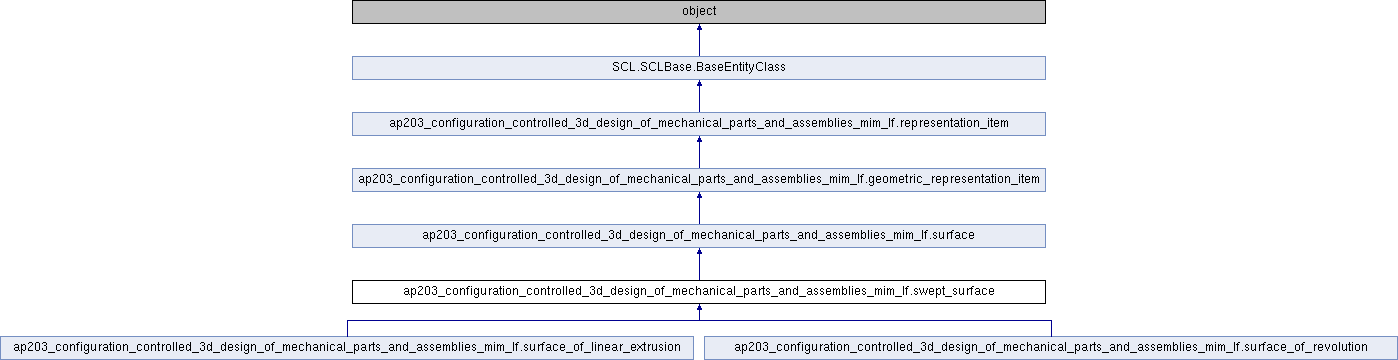 object
SCL.SCLBase.BaseEntityClass
ap203_configuration_controlled_3d_design_of_mechanical_parts_and_assemblies_mim_lf.representation_item
ap203_configuration_controlled_3d_design_of_mechanical_parts_and_assemblies_mim_lf.geometric_representation_item
ap203_configuration_controlled_3d_design_of_mechanical_parts_and_assemblies_mim_lf.surface
ap203_configuration_controlled_3d_design_of_mechanical_parts_and_assemblies_mim_lf.swept_surface
ap203_configuration_controlled_3d_design_of_mechanical_parts_and_assemblies_mim_lf.surface_of_linear_extrusion
ap203_configuration_controlled_3d_design_of_mechanical_parts_and_assemblies_mim_lf.surface_of_revolution